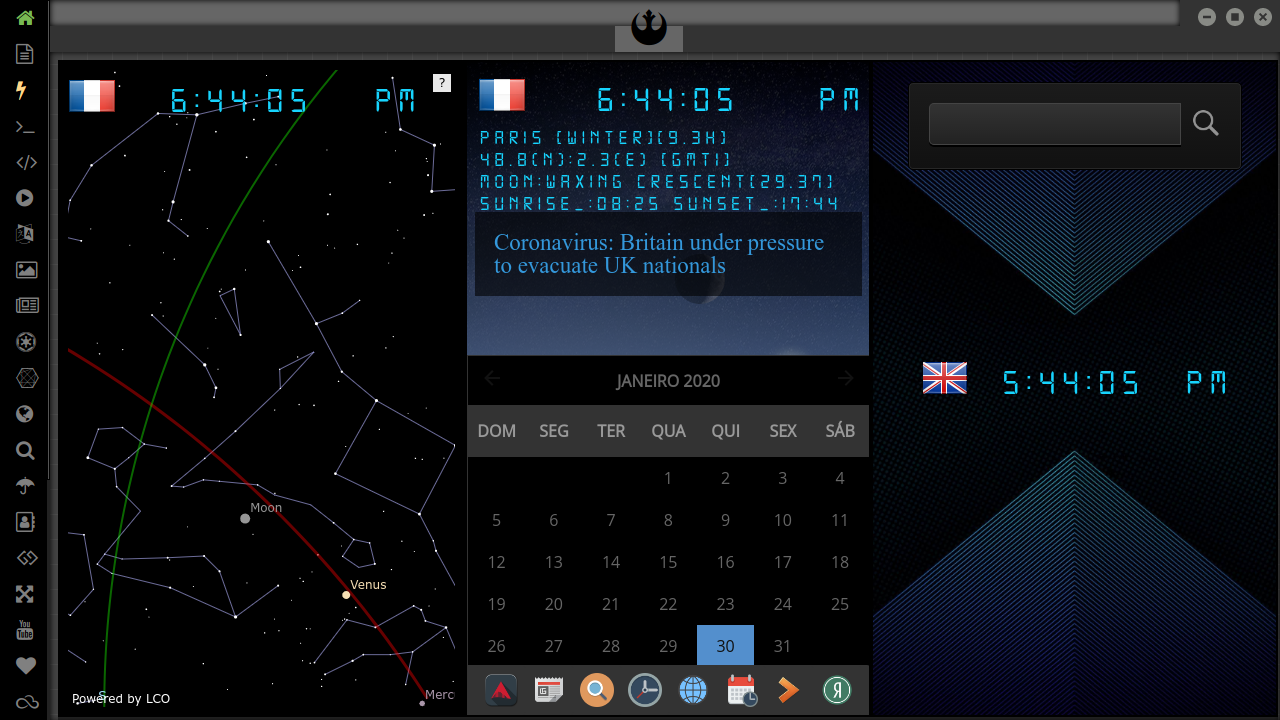 6:44:05 PM
?
Moon
Venus
Merc
S
Powered by LCO
6:44:05 PM
PARIS [WINTER][9.3H]
48.8[N]:2.3[E] [GMT1]
MOON:WAXING CRESCENT[29.37]
SUNRISE_:08:25 SUNSET_:17:44
Coronavirus: Britain under pressure
to evacuate UK nationals
JANEIRO 2020
DOM SEG TER QUA QUI SEX SÁB
1 2 3 4
5 6 7 8 9 10 11
12 13 14 15 16 17 18
19 20 21 22 23 24 25
26 27 28 29 30 31
Я
5:44:05 PM
You
Tube